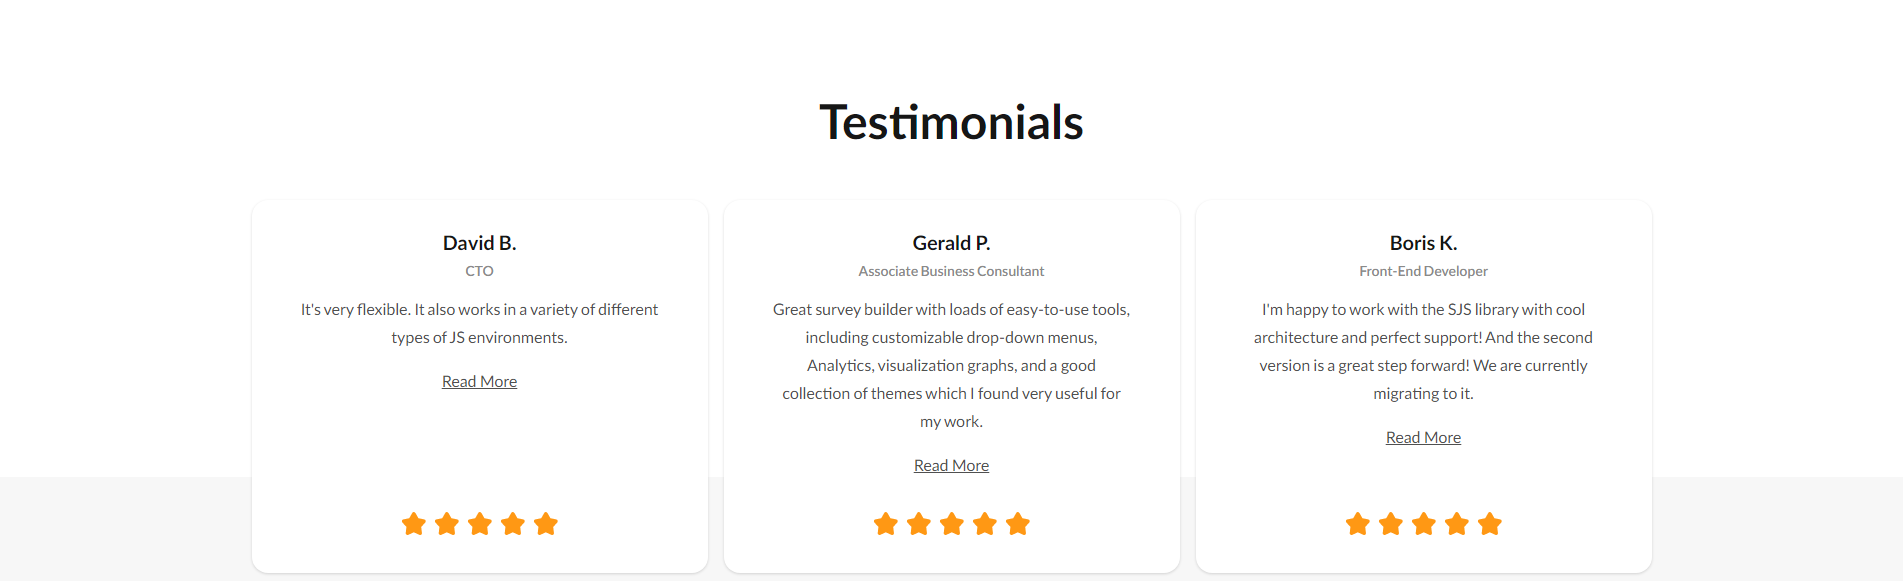 Testimonials
David B.
CTO
It's very flexible. It also works in a variety of different
types of JS environments.
Read More
Gerald P.
Associate Business Consultant
Great survey builder with loads of easy-to-use tools,
including customizable drop-down menus,
Analytics, visualization graphs, and a good
collection of themes which I found very useful for
my work.
Read More
Boris K.
Front-End Developer
I'm happy to work with the SJS library with cool
architecture and perfect support! And the second
version is a great step forward! We are currently
migrating to it.
Read More